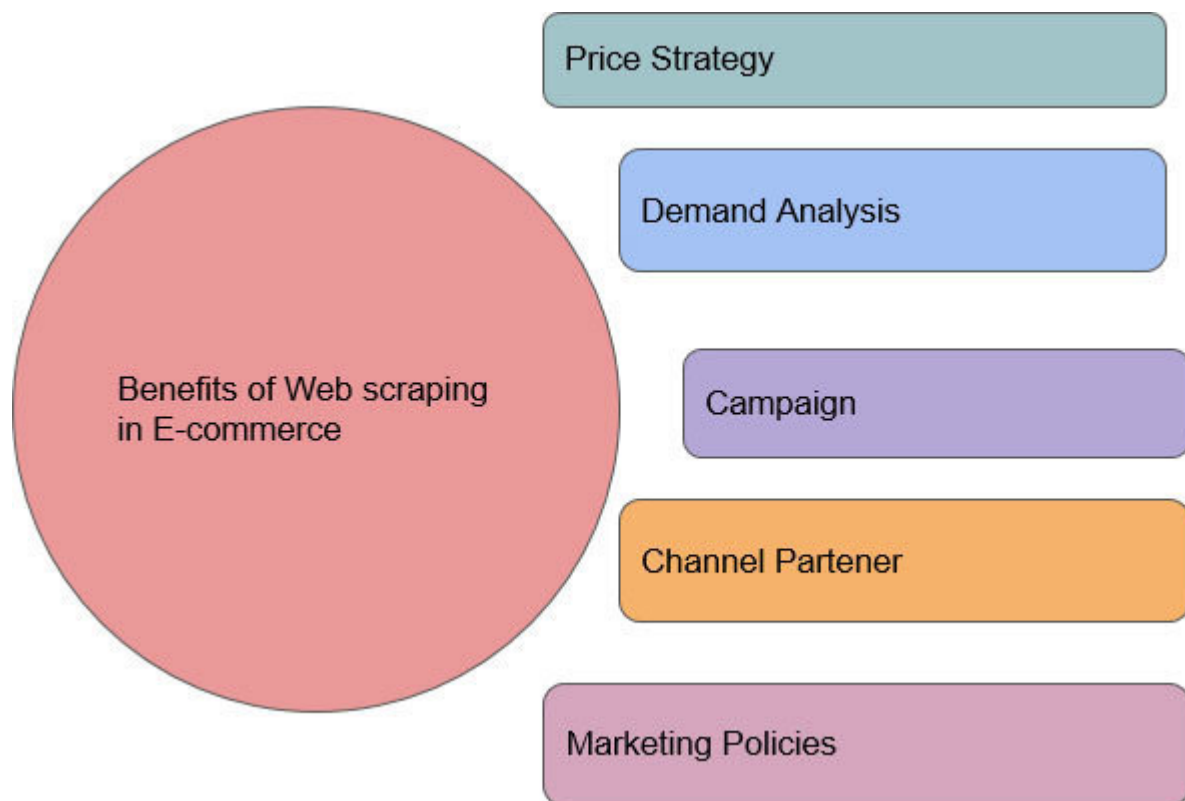 Price Strategy
Demand Analysis
Benefits of Web scraping
in E-commerce
Campaign
Channel Partener
Marketing Policies